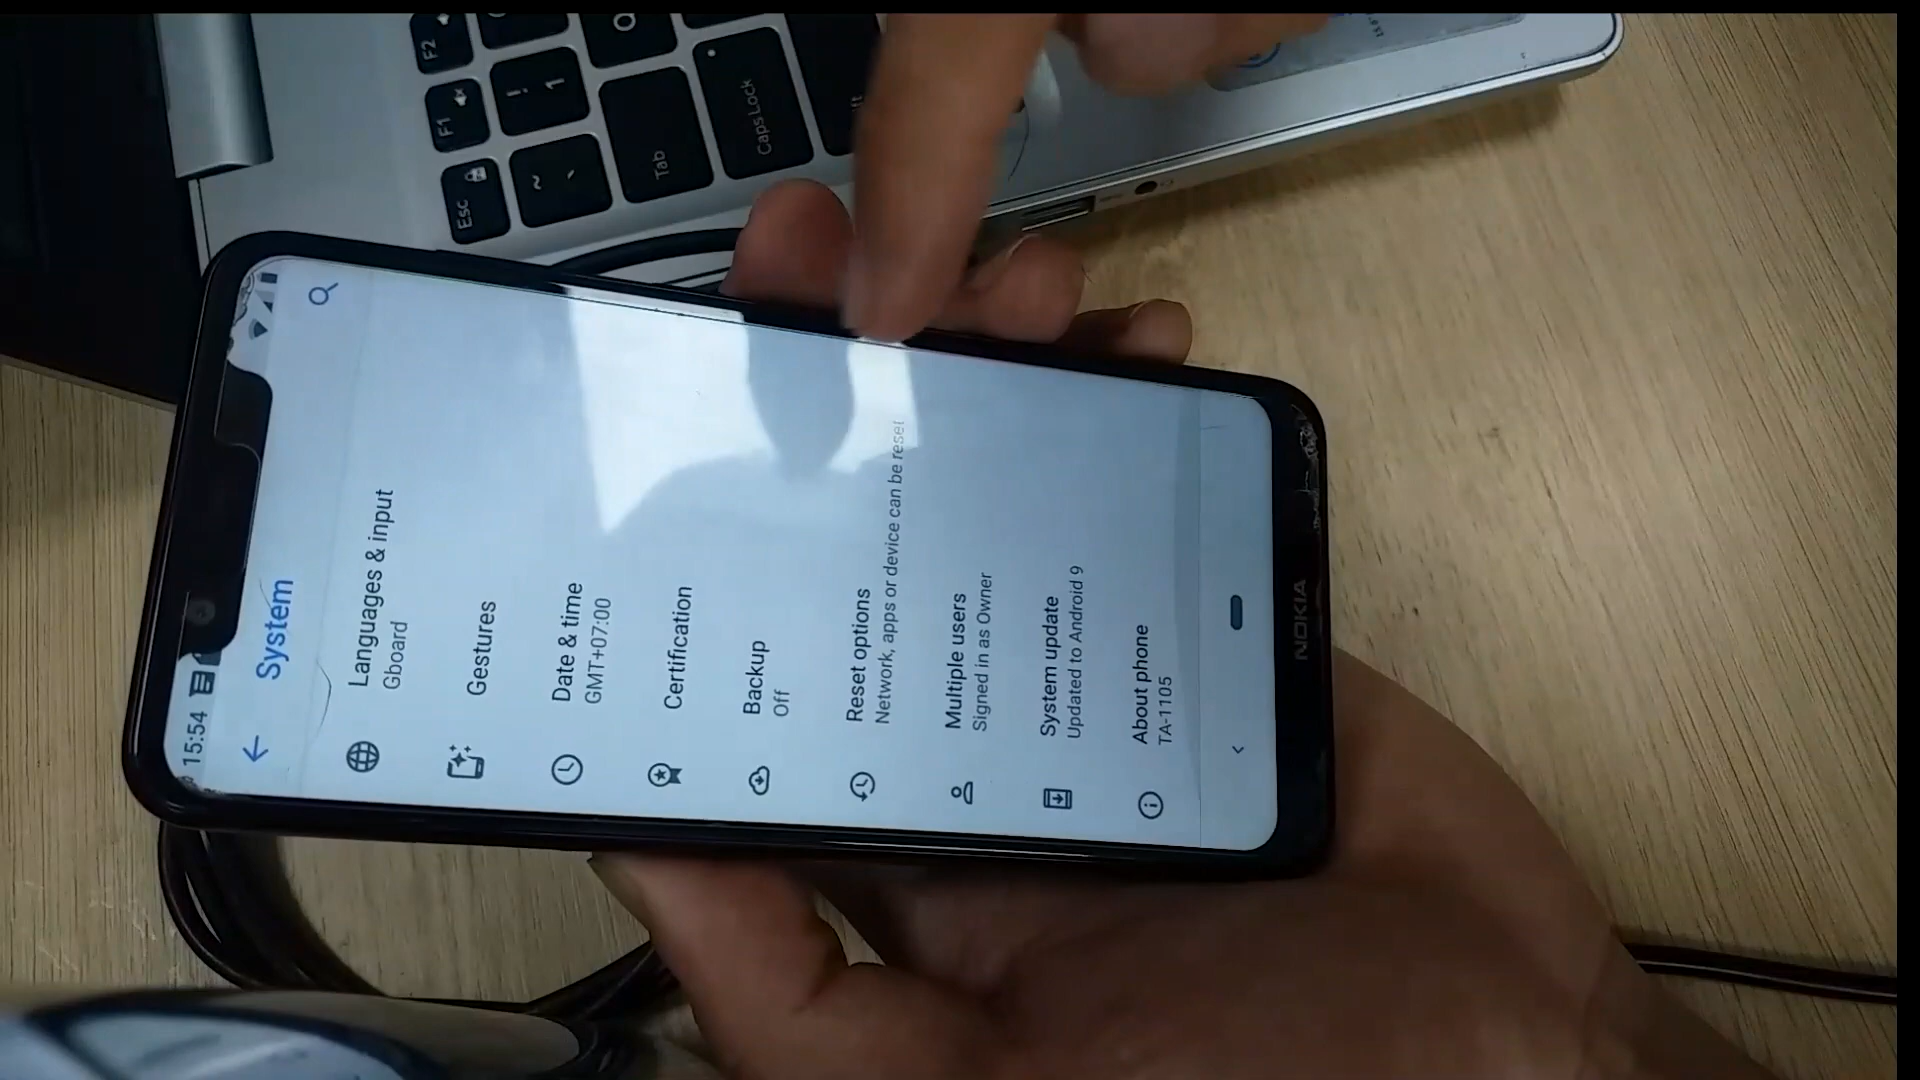 15:54
System
Languages & input
Gboard
Gestures
Date & time
GMT+07:00
Certification
Backup
Off
Reset options
Network, apps or device can be reset
Multiple users
Signed in as Owner
System update
Updated to Android 9
About phone
TA-1105
NOKIA
Esc
F1
F2
~
`
!
1
Tab
Caps Lock